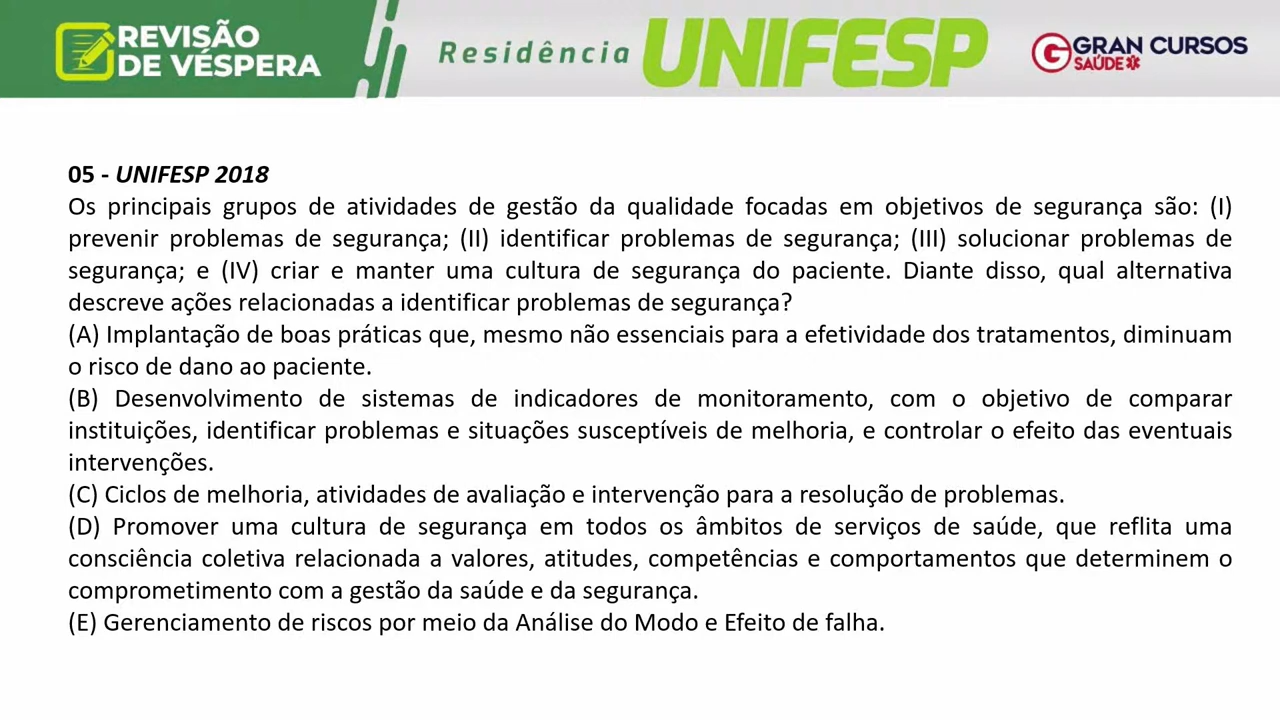 REVISÃO
DE VÉSPERA
Residência UNIFESP
GRAN CURSOS
SAÚDE
05 - UNIFESP 2018
Os principais grupos de atividades de gestão da qualidade focadas em objetivos de segurança são: (I)
prevenir problemas de segurança; (II) identificar problemas de segurança; (III) solucionar problemas de
segurança; e (IV) criar e manter uma cultura de segurança do paciente. Diante disso, qual alternativa
descreve ações relacionadas a identificar problemas de segurança?
(A) Implantação de boas práticas que, mesmo não essenciais para a efetividade dos tratamentos, diminuam
o risco de dano ao paciente.
(B) Desenvolvimento de sistemas de indicadores de monitoramento, com o objetivo de comparar
instituições, identificar problemas e situações susceptíveis de melhoria, e controlar o efeito das eventuais
intervenções.
(C) Ciclos de melhoria, atividades de avaliação e intervenção para a resolução de problemas.
(D) Promover uma cultura de segurança em todos os âmbitos de serviços de saúde, que reflita uma
consciência coletiva relacionada a valores, atitudes, competências e comportamentos que determinem o
comprometimento com a gestão da saúde e da segurança.
(E) Gerenciamento de riscos por meio da Análise do Modo e Efeito de falha.